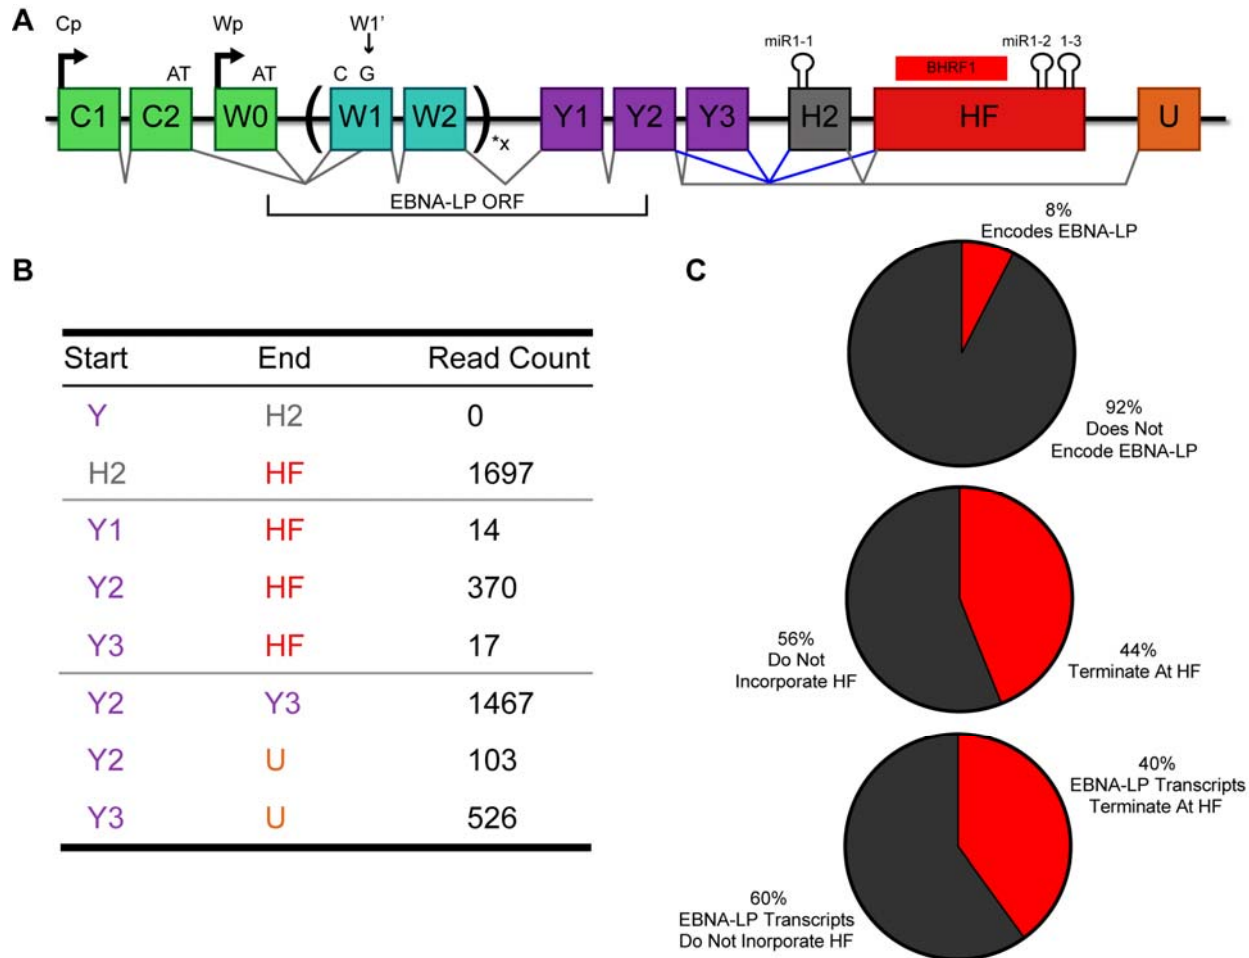 A
Cp
Wp
W1’
AT
AT
C G
miR1-1
BHRF1
miR1-2 1-3
C1 C2 W0 ( W1 W2 ) *x Y1 Y2 Y3 H2 HF U
EBNA-LP ORF
B
Start End Read Count
Y H2 0
H2 HF 1697
Y1 HF 14
Y2 HF 370
Y3 HF 17
Y2 Y3 1467
Y2 U 103
Y3 U 526
C
8%
Encodes EBNA-LP
92%
Does Not
Encode EBNA-LP
56%
Do Not
Incorporate HF
44%
Terminate At HF
40%
EBNA-LP Transcripts
Terminate At HF
60%
EBNA-LP Transcripts
Do Not Inorporate HF